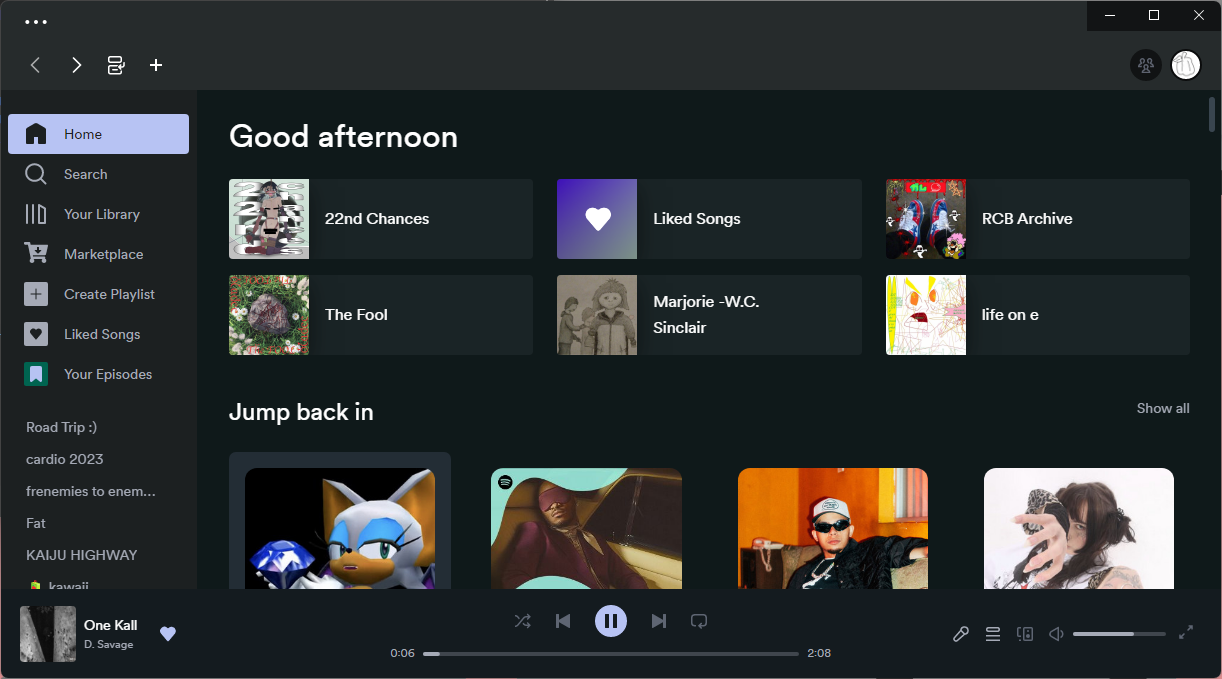 Home
Search
Your Library
Marketplace
Create Playlist
Liked Songs
Your Episodes
Road Trip :)
cardio 2023
frenemies to enem...
Fat
KAIJU HIGHWAY
kawaii
Good afternoon
22nd Chances
Liked Songs
RCB Archive
The Fool
Marjorie -W.C.
Sinclair
life on e
Jump back in
Show all
One Kall
D. Savage
0:06
2:08